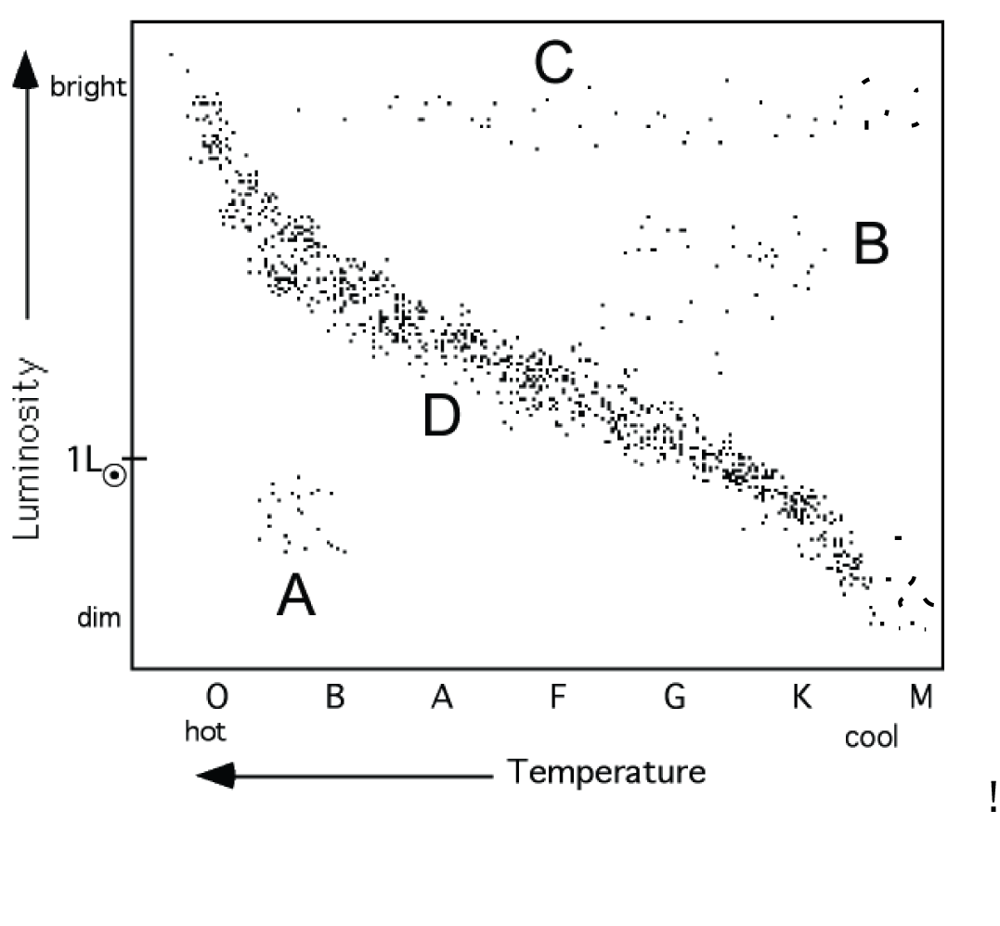 C
bright
B
Luminosity
D
1L☉
A
dim
O B A F G K M
hot cool
Temperature
!